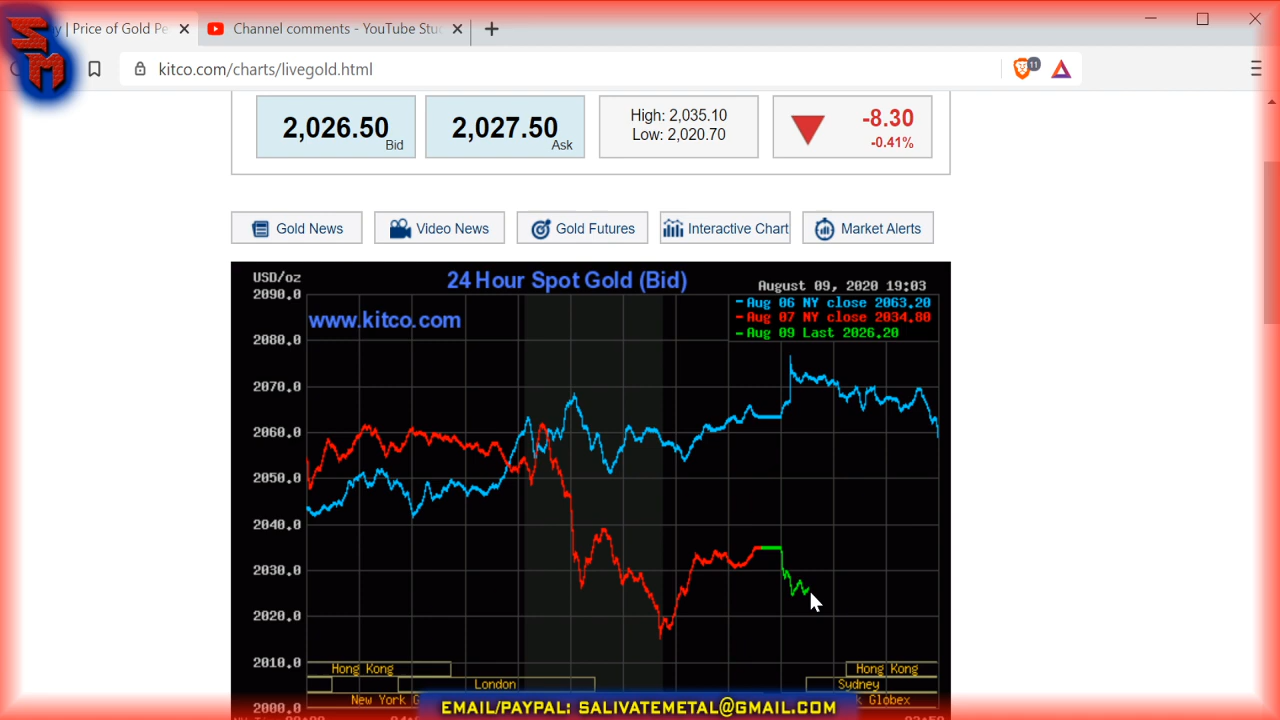 SM
y | Price of Gold Pe
Channel comments - YouTube Stud
kitco.com/charts/livegold.html
11
2,026.50
Bid
2,027.50
Ask
High: 2,035.10
Low: 2,020.70
-8.30
-0.41%
Gold News
Video News
Gold Futures
Interactive Chart
Market Alerts
USD/oz
24 Hour Spot Gold (Bid)
August 09, 2020 19:03
www.kitco.com
Aug 06 NY close 2063.20
Aug 07 NY close 2034.80
Aug 09 Last 2026.20
2090.0
2080.0
2070.0
2060.0
2050.0
2040.0
2030.0
2020.0
2010.0
2000.0
Hong Kong
Hong Kong
London
Sydney
New York G
k Globex
EMAIL/PAYPAL: SALIVATEMETAL@GMAIL.COM